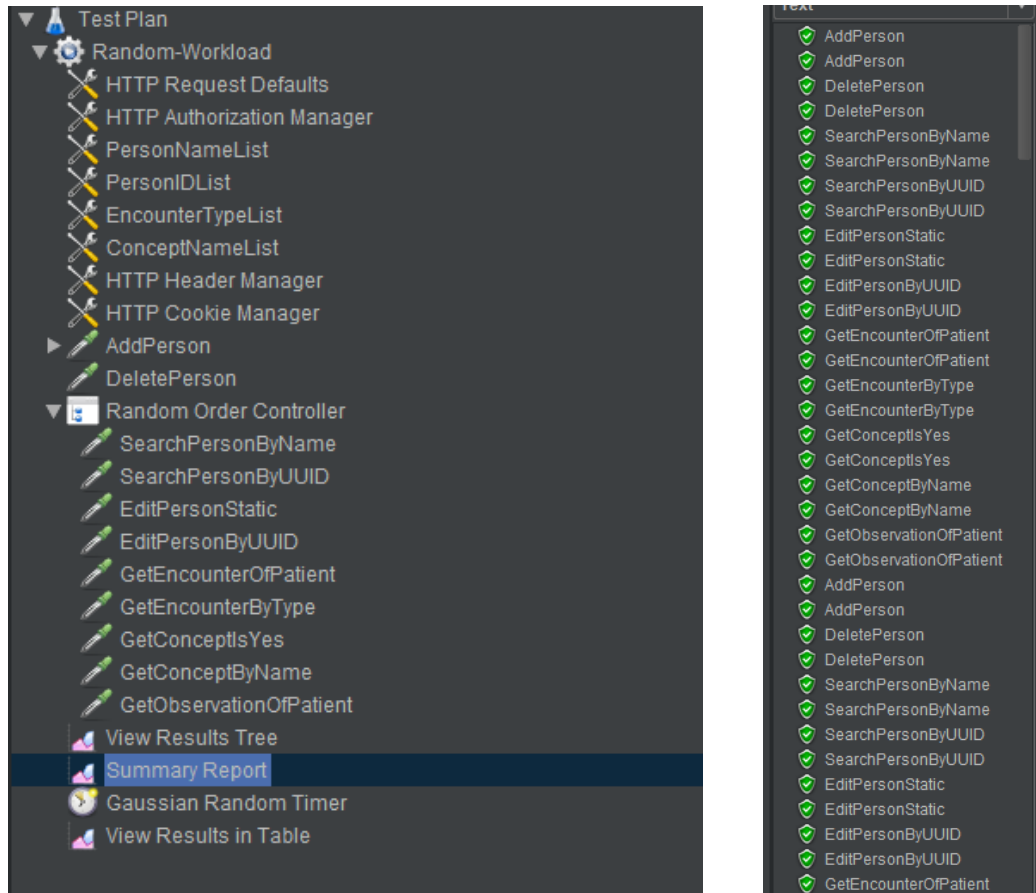 Test Plan
Random-Workload
HTTP Request Defaults
HTTP Authorization Manager
PersonNameList
PersonIDList
EncounterTypeList
ConceptNameList
HTTP Header Manager
HTTP Cookie Manager
AddPerson
DeletePerson
Random Order Controller
SearchPersonByName
SearchPersonByUUID
EditPersonStatic
EditPersonByUUID
GetEncounterOfPatient
GetEncounterByType
GetConceptIsYes
GetConceptByName
GetObservationOfPatient
View Results Tree
Summary Report
Gaussian Random Timer
View Results in Table
Text
AddPerson
AddPerson
DeletePerson
DeletePerson
SearchPersonByName
SearchPersonByName
SearchPersonByUUID
SearchPersonByUUID
EditPersonStatic
EditPersonStatic
EditPersonByUUID
EditPersonByUUID
GetEncounterOfPatient
GetEncounterOfPatient
GetEncounterByType
GetEncounterByType
GetConceptIsYes
GetConceptIsYes
GetConceptByName
GetConceptByName
GetObservationOfPatient
GetObservationOfPatient
AddPerson
AddPerson
DeletePerson
DeletePerson
SearchPersonByName
SearchPersonByName
SearchPersonByUUID
SearchPersonByUUID
EditPersonStatic
EditPersonStatic
EditPersonByUUID
EditPersonByUUID
GetEncounterOfPatient